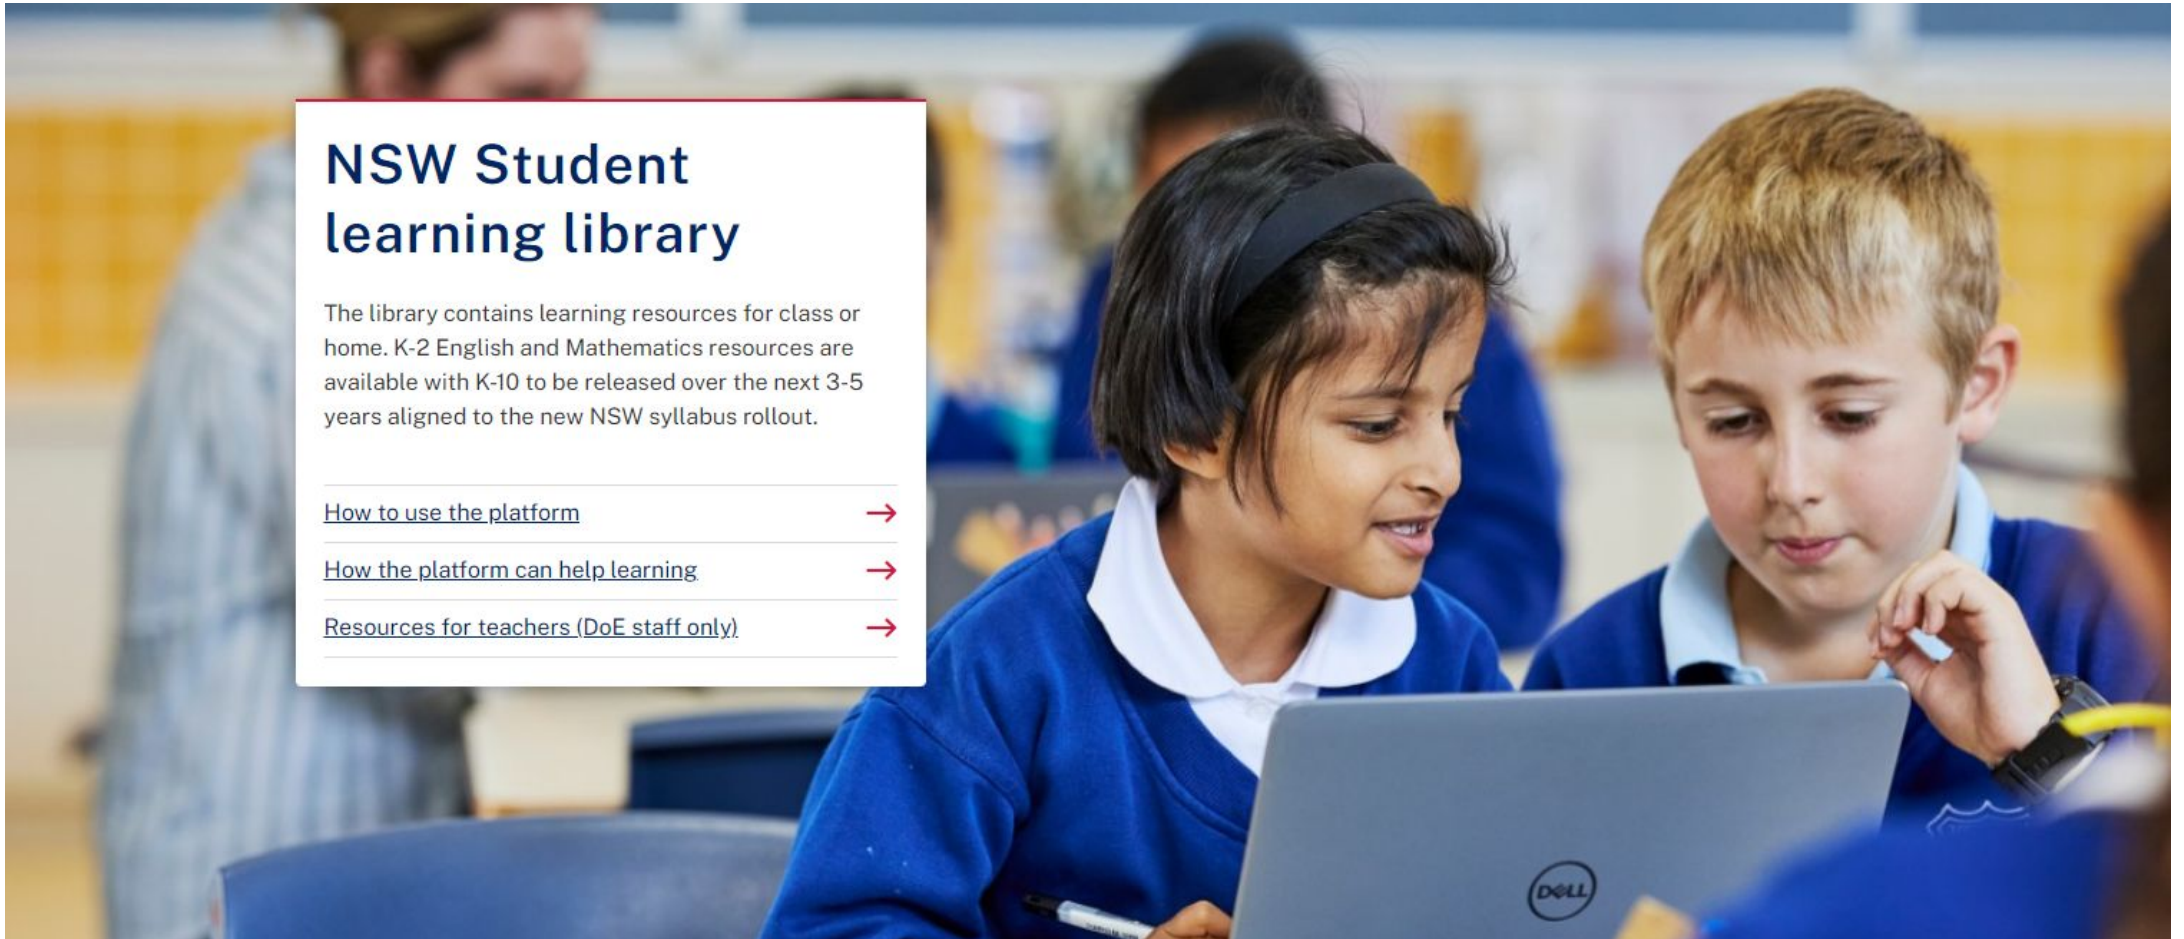 NSW Student
learning library
The library contains learning resources for class or
home. K-2 English and Mathematics resources are
available with K-10 to be released over the next 3-5
years aligned to the new NSW syllabus rollout.
How to use the platform
How the platform can help learning
Resources for teachers (DoE staff only)
DELL